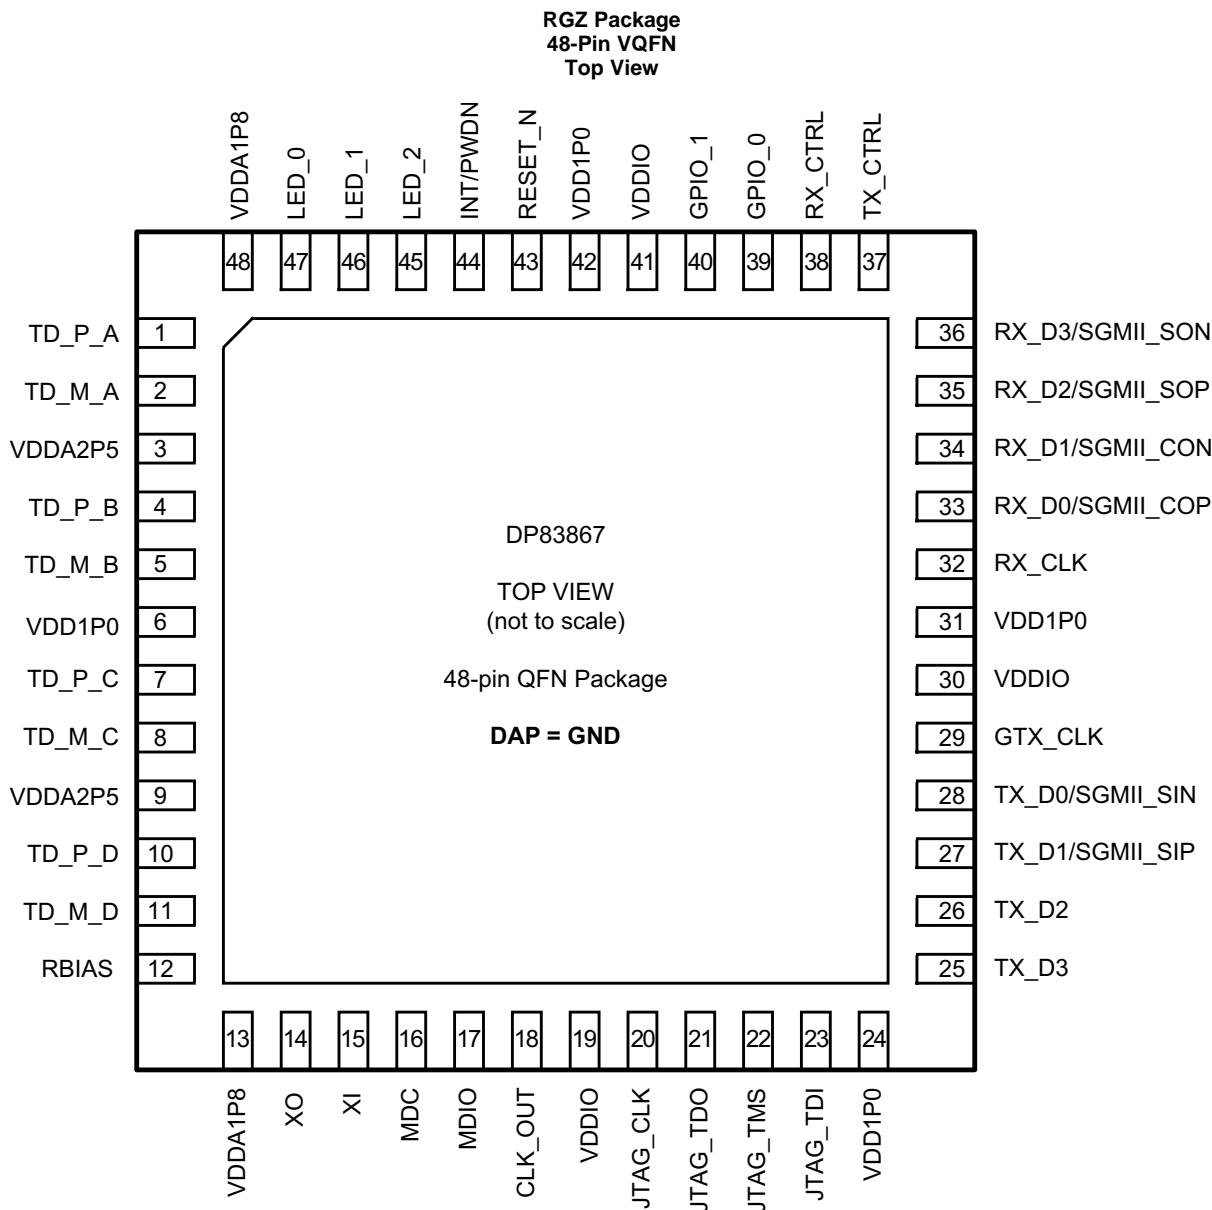 RGZ Package
48-Pin VQFN
Top View
VDDA1P8
LED_0
LED_1
LED_2
INT/PWDN
RESET_N
VDD1P0
VDDIO
GPIO_1
GPIO_0
RX_CTRL
TX_CTRL
48 47 46 45 44 43 42 41 40 39 38 37
TD_P_A 1
TD_M_A 2
VDDA2P5 3
TD_P_B 4
TD_M_B 5
VDD1P0 6
TD_P_C 7
TD_M_C 8
VDDA2P5 9
TD_P_D 10
TD_M_D 11
RBIAS 12
DP83867
TOP VIEW
(not to scale)
48-pin QFN Package
DAP = GND
36 RX_D3/SGMII_SON
35 RX_D2/SGMII_SOP
34 RX_D1/SGMII_CON
33 RX_D0/SGMII_COP
32 RX_CLK
31 VDD1P0
30 VDDIO
29 GTX_CLK
28 TX_D0/SGMII_SIN
27 TX_D1/SGMII_SIP
26 TX_D2
25 TX_D3
13 14 15 16 17 18 19 20 21 22 23 24
VDDA1P8
XO
XI
MDC
MDIO
CLK_OUT
VDDIO
JTAG_CLK
JTAG_TDO
JTAG_TMS
JTAG_TDI
VDD1P0